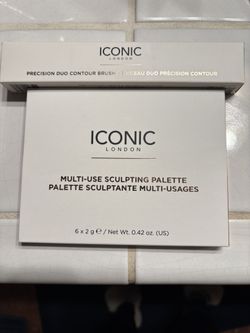 ICONIC
LONDON
PRECISION DUO CONTOUR BRUSH DUO PRÉCISION CONTOUR
ICONIC
LONDON
MULTI-USE SCULPTING PALETTE
PALETTE SCULPTANTE MULTI-USAGES
6 x 2 g ℮ / Net Wt. 0.42 oz. (US)